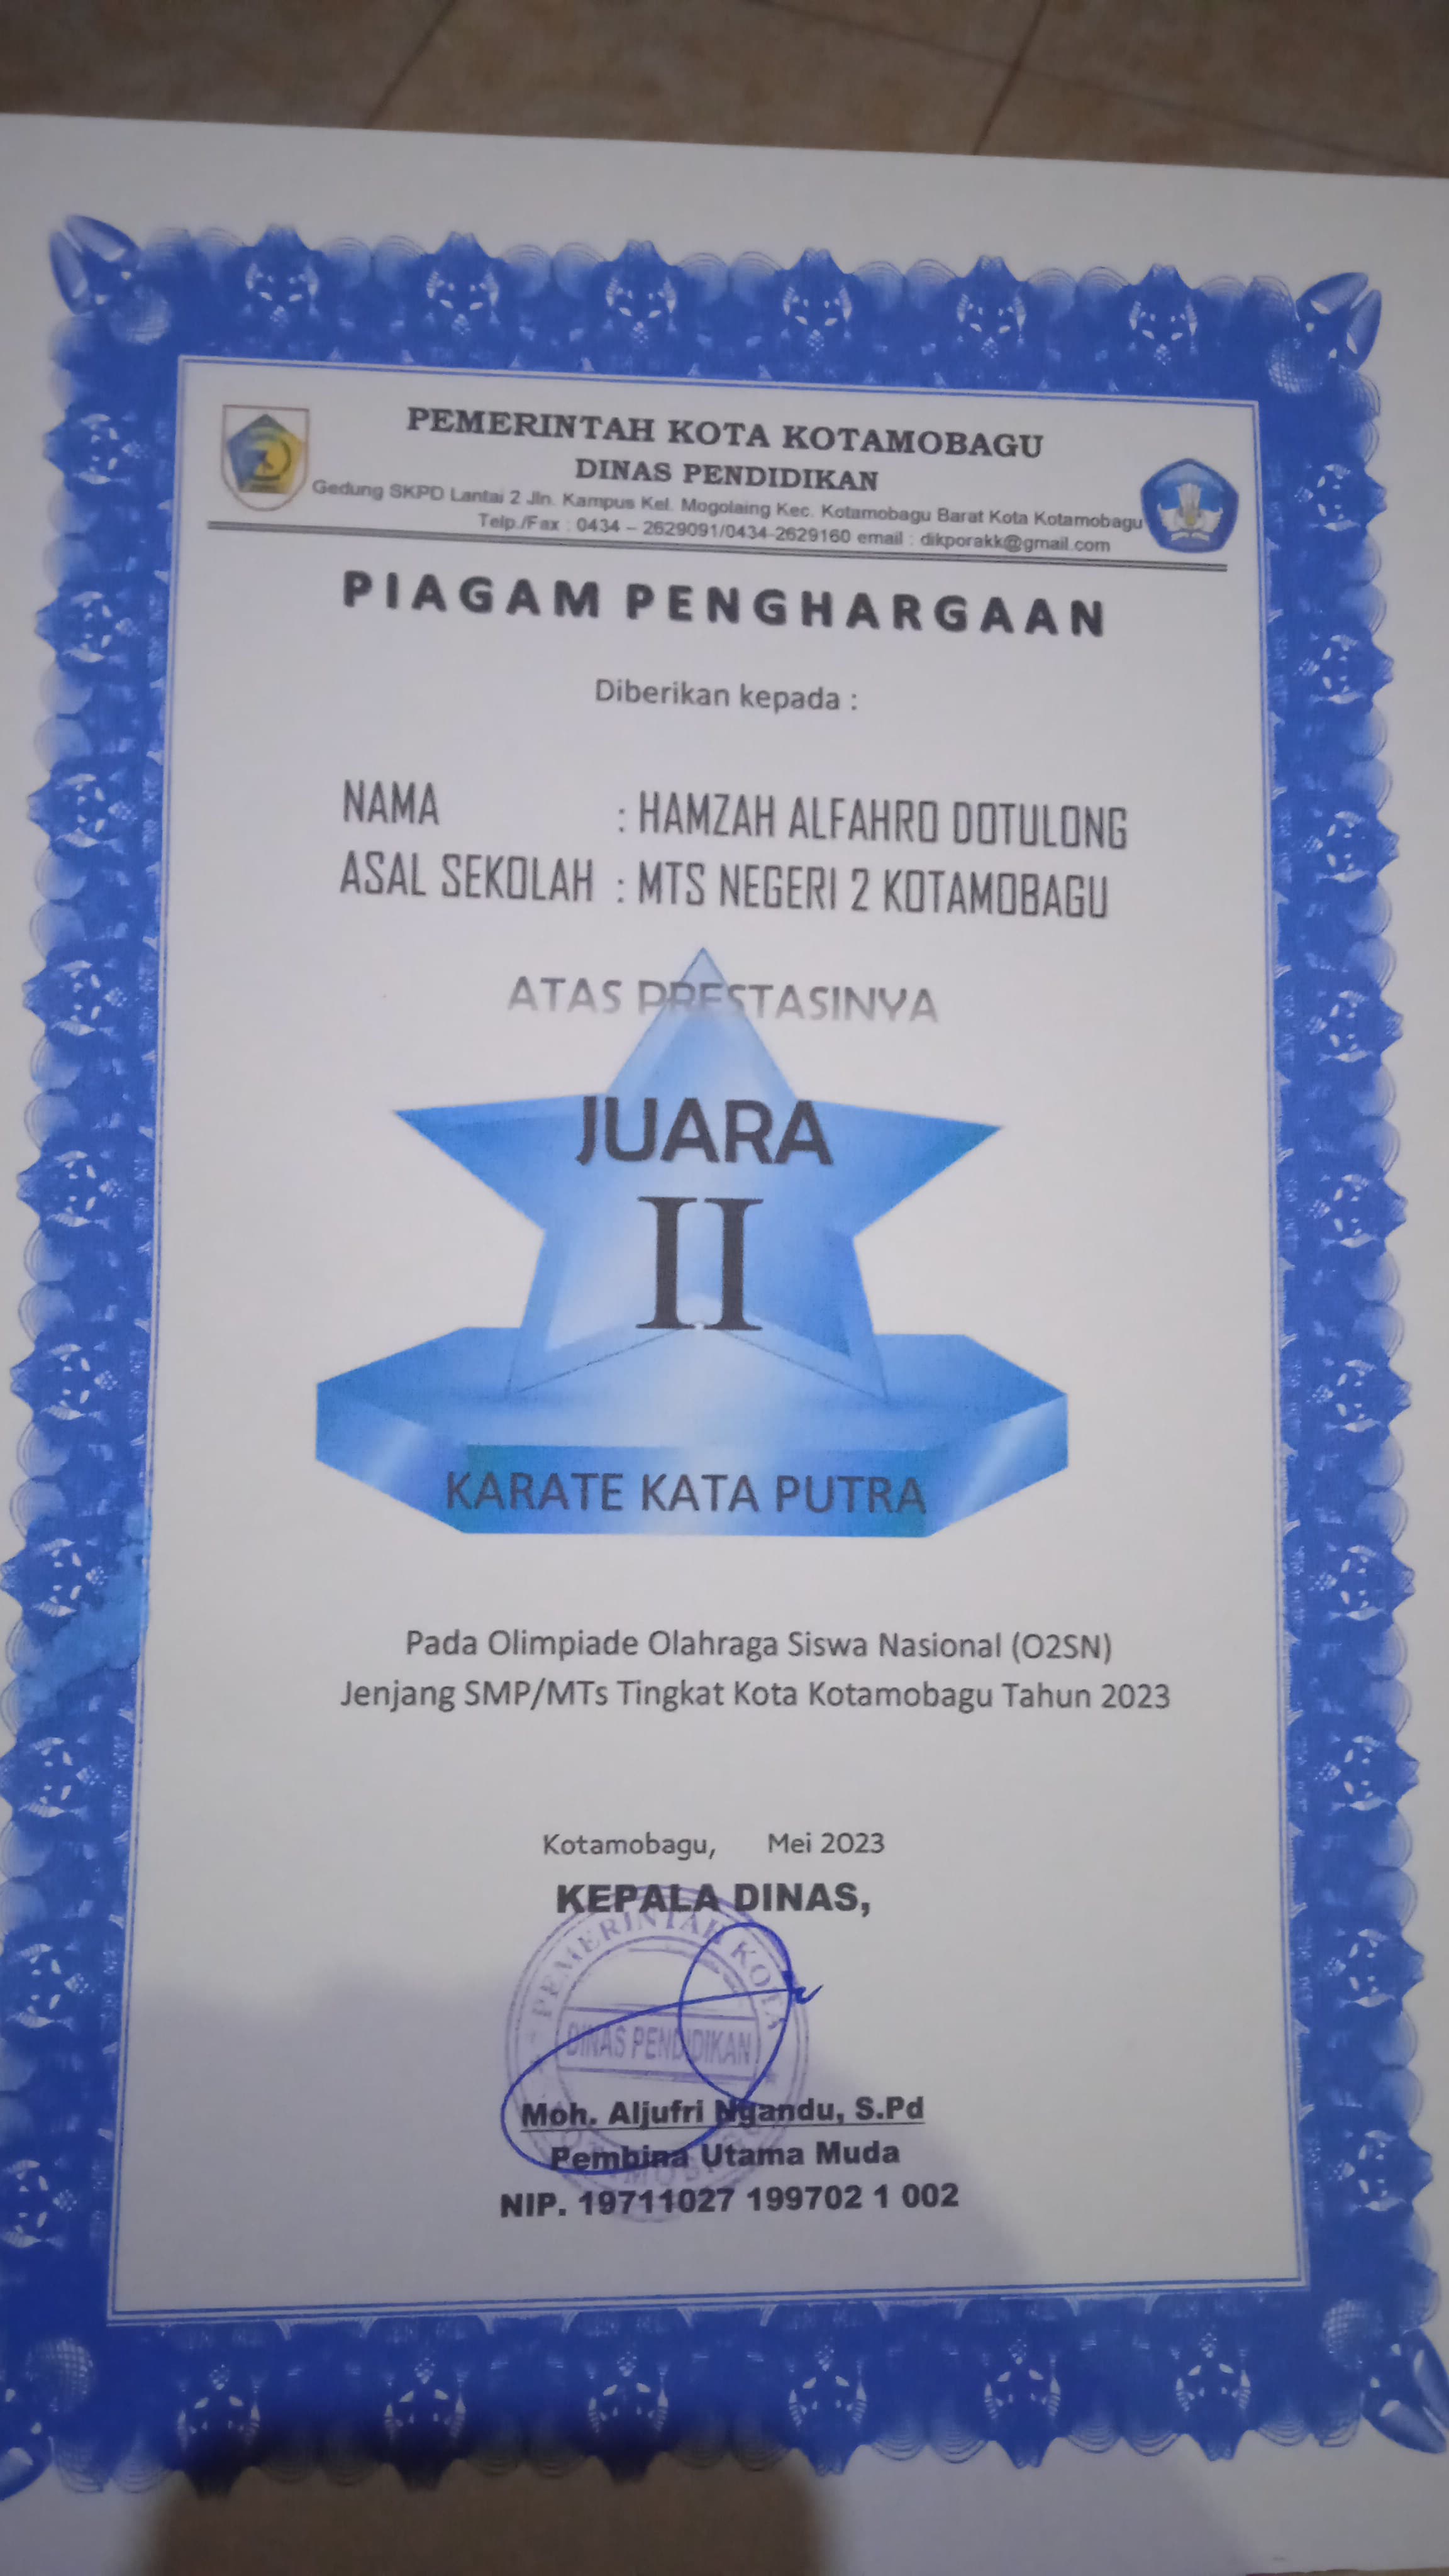 PEMERINTAH KOTA KOTAMOBAGU
DINAS PENDIDIKAN
Gedung SKPD Lantai 2 Jln. Kampus Kel. Mogolaing Kec. Kotamobagu Barat Kota Kotamobagu
Telp./Fax : 0434 – 2629091/0434-2629160 email : dikporakk@gmail.com
PIAGAM PENGHARGAAN
Diberikan kepada :
NAMA : HAMZAH ALFAHRO DOTULONG
ASAL SEKOLAH : MTS NEGERI 2 KOTAMOBAGU
ATAS PRESTASINYA
JUARA
II
KARATE KATA PUTRA
Pada Olimpiade Olahraga Siswa Nasional (O2SN)
Jenjang SMP/MTs Tingkat Kota Kotamobagu Tahun 2023
Kotamobagu, Mei 2023
KEPALA DINAS,
PEMERINTAH KOTA
DINAS PENDIDIKAN
Moh. Aljufri Ngandu, S.Pd
Pembina Utama Muda
NIP. 19711027 199702 1 002